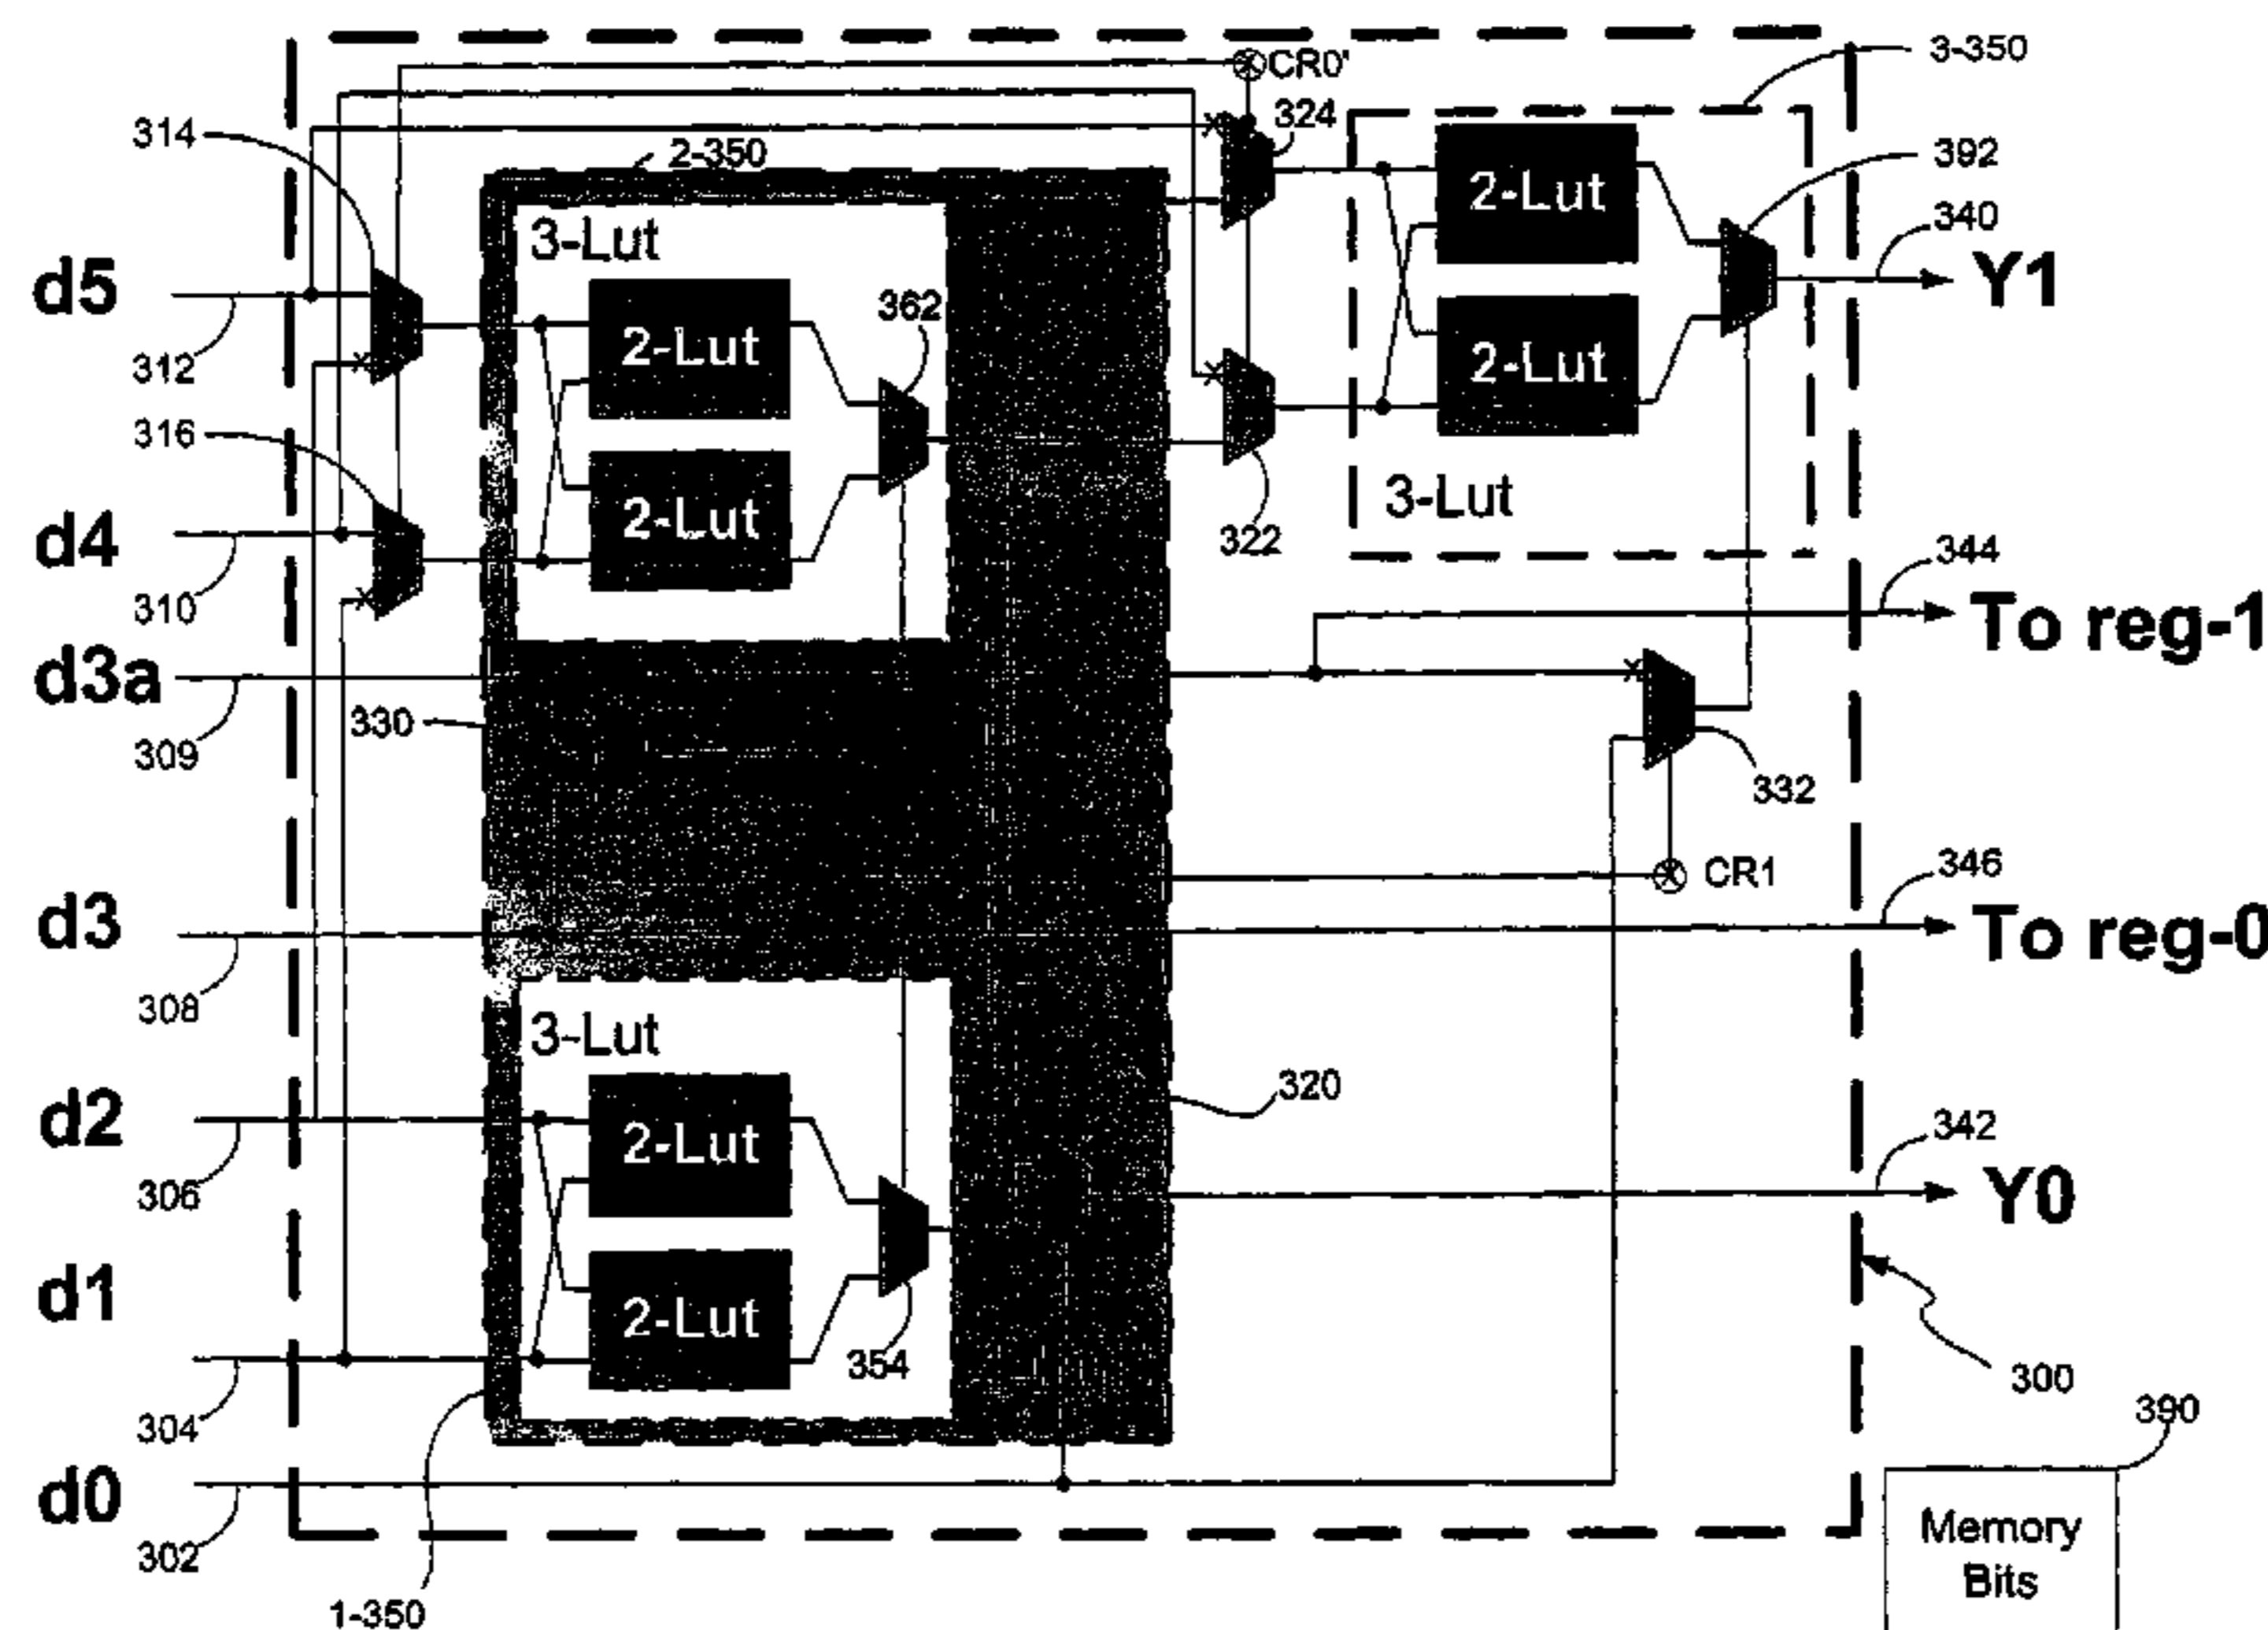 CR0'
3-350
314
324
2-350
392
3-Lut
2-Lut
340
d5
362
Y1
2-Lut
2-Lut
312
316
2-Lut
3-Lut
322
344
d4
310
To reg-1
d3a
330
309
332
CR1
346
d3
To reg-0
308
3-Lut
320
d2
2-Lut
342
306
Y0
d1
2-Lut
354
300
304
390
d0
Memory
Bits
302
1-350